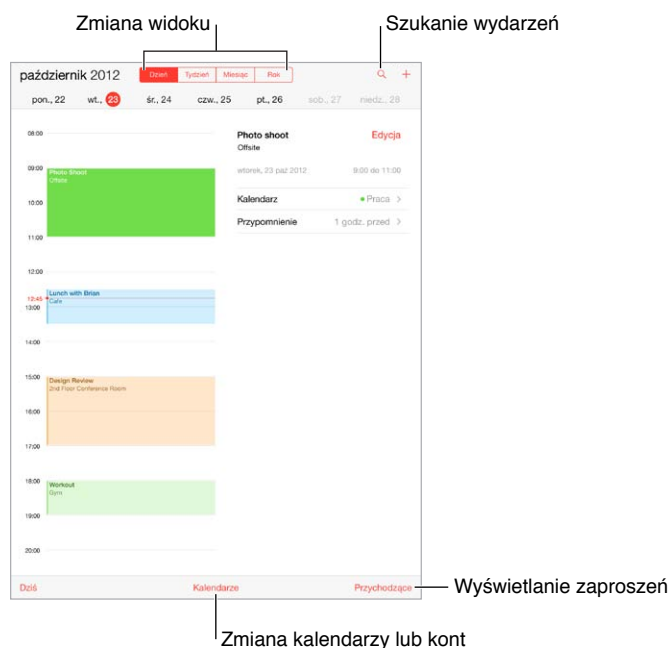 Zmiana widoku
Szukanie wydarzeń
październik 2012
Dzień Tydzień Miesiąc Rok
pon., 22 wt., 23 śr., 24 czw., 25 pt., 26 sob., 27 niedz., 28
08:00
09:00
10:00
11:00
12:00
12:45
13:00
14:00
15:00
16:00
17:00
18:00
19:00
20:00
Photo Shoot
Offsite
Lunch with Brian
Cafe
Design Review
2nd Floor Conference Room
Workout
Gym
Photo shoot Edycja
Offsite
wtorek, 23 paź 2012 9:00 do 11:00
Kalendarz Praca >
Przypomnienie 1 godz. przed >
Dziś Kalendarze Przychodzące
Wyświetlanie zaproszeń
Zmiana kalendarzy lub kont